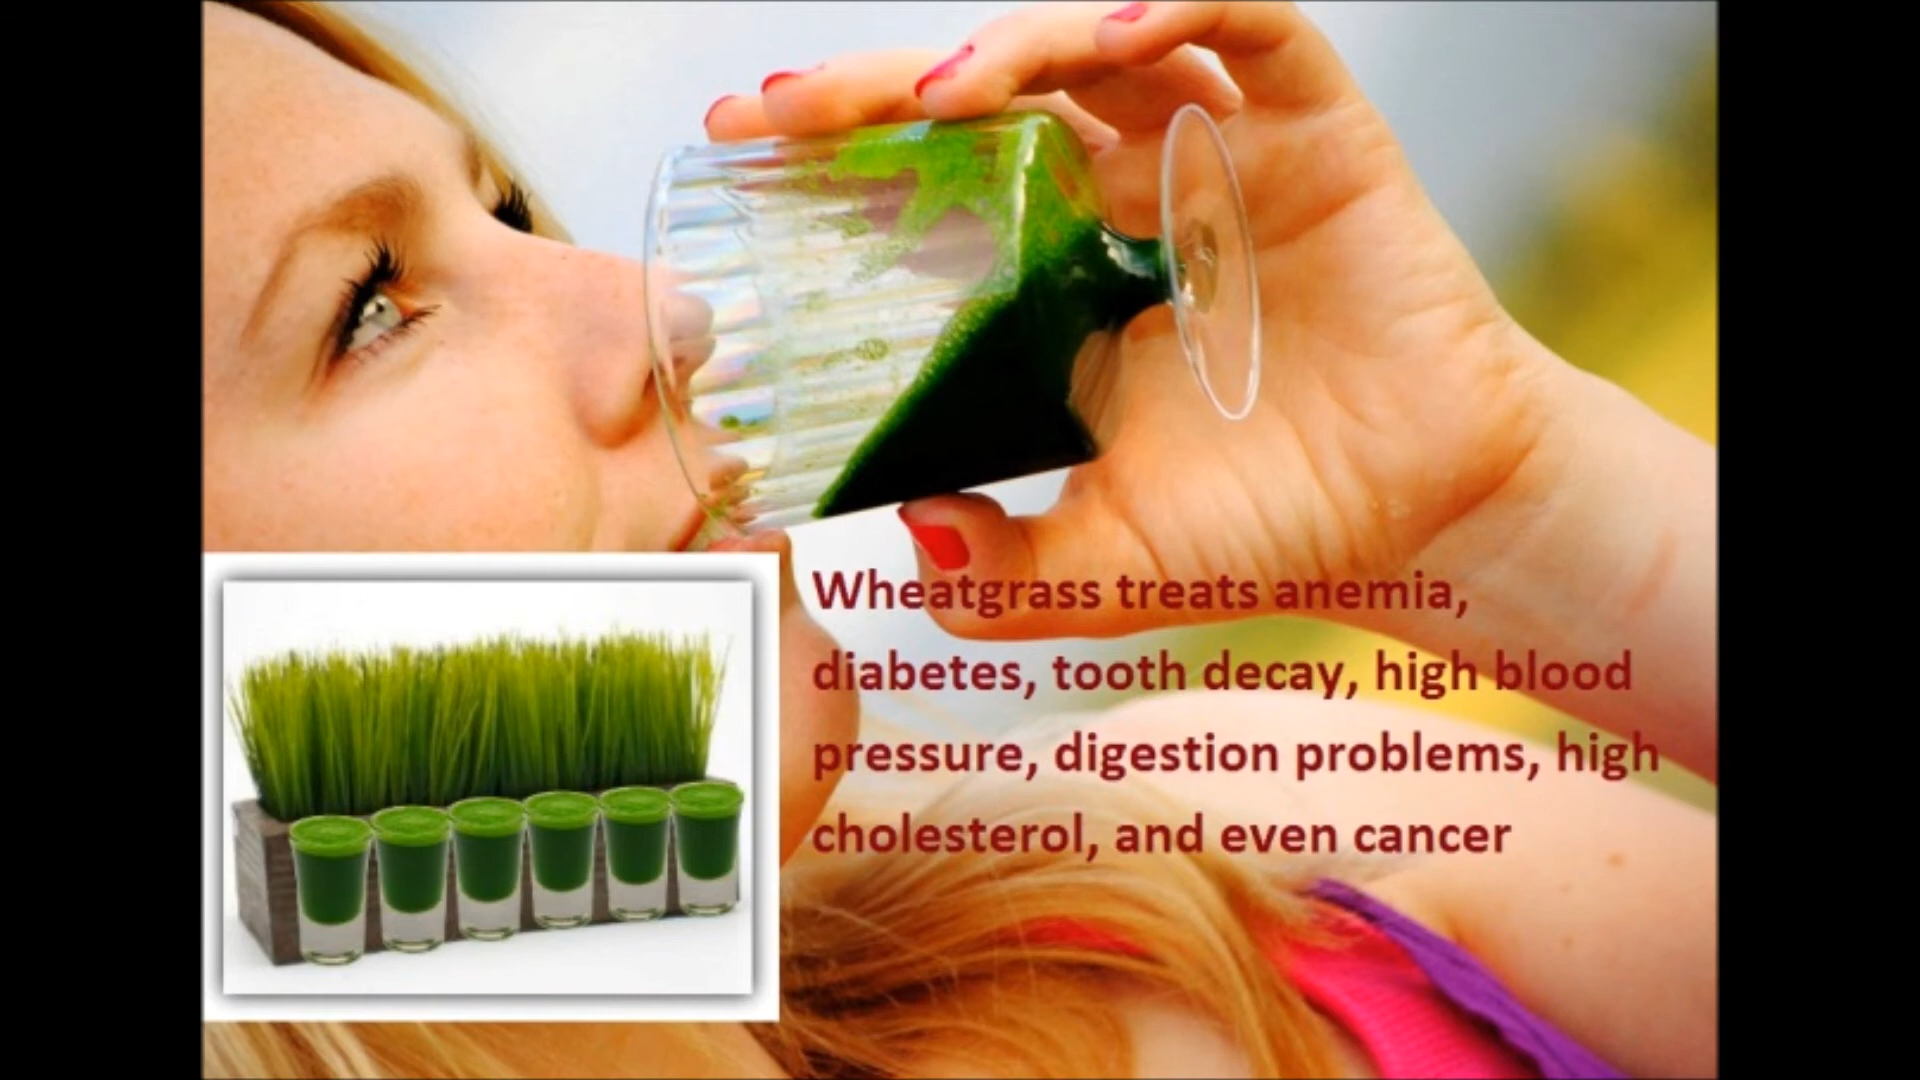 Wheatgrass treats anemia,
diabetes, tooth decay, high blood
pressure, digestion problems, high
cholesterol, and even cancer